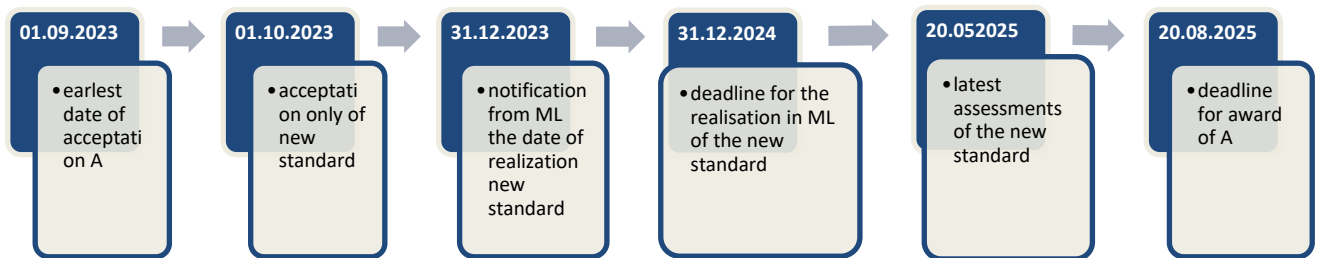 01.09.2023
•earlest
date of
acceptati
on A
01.10.2023
•acceptati
on only of
new
standard
31.12.2023
•notification
from ML
the date of
realization
new
standard
31.12.2024
•deadline for the
realisation in ML
of the new
standard
20.052025
•latest
assessments
of the new
standard
20.08.2025
•deadline
for award
of A